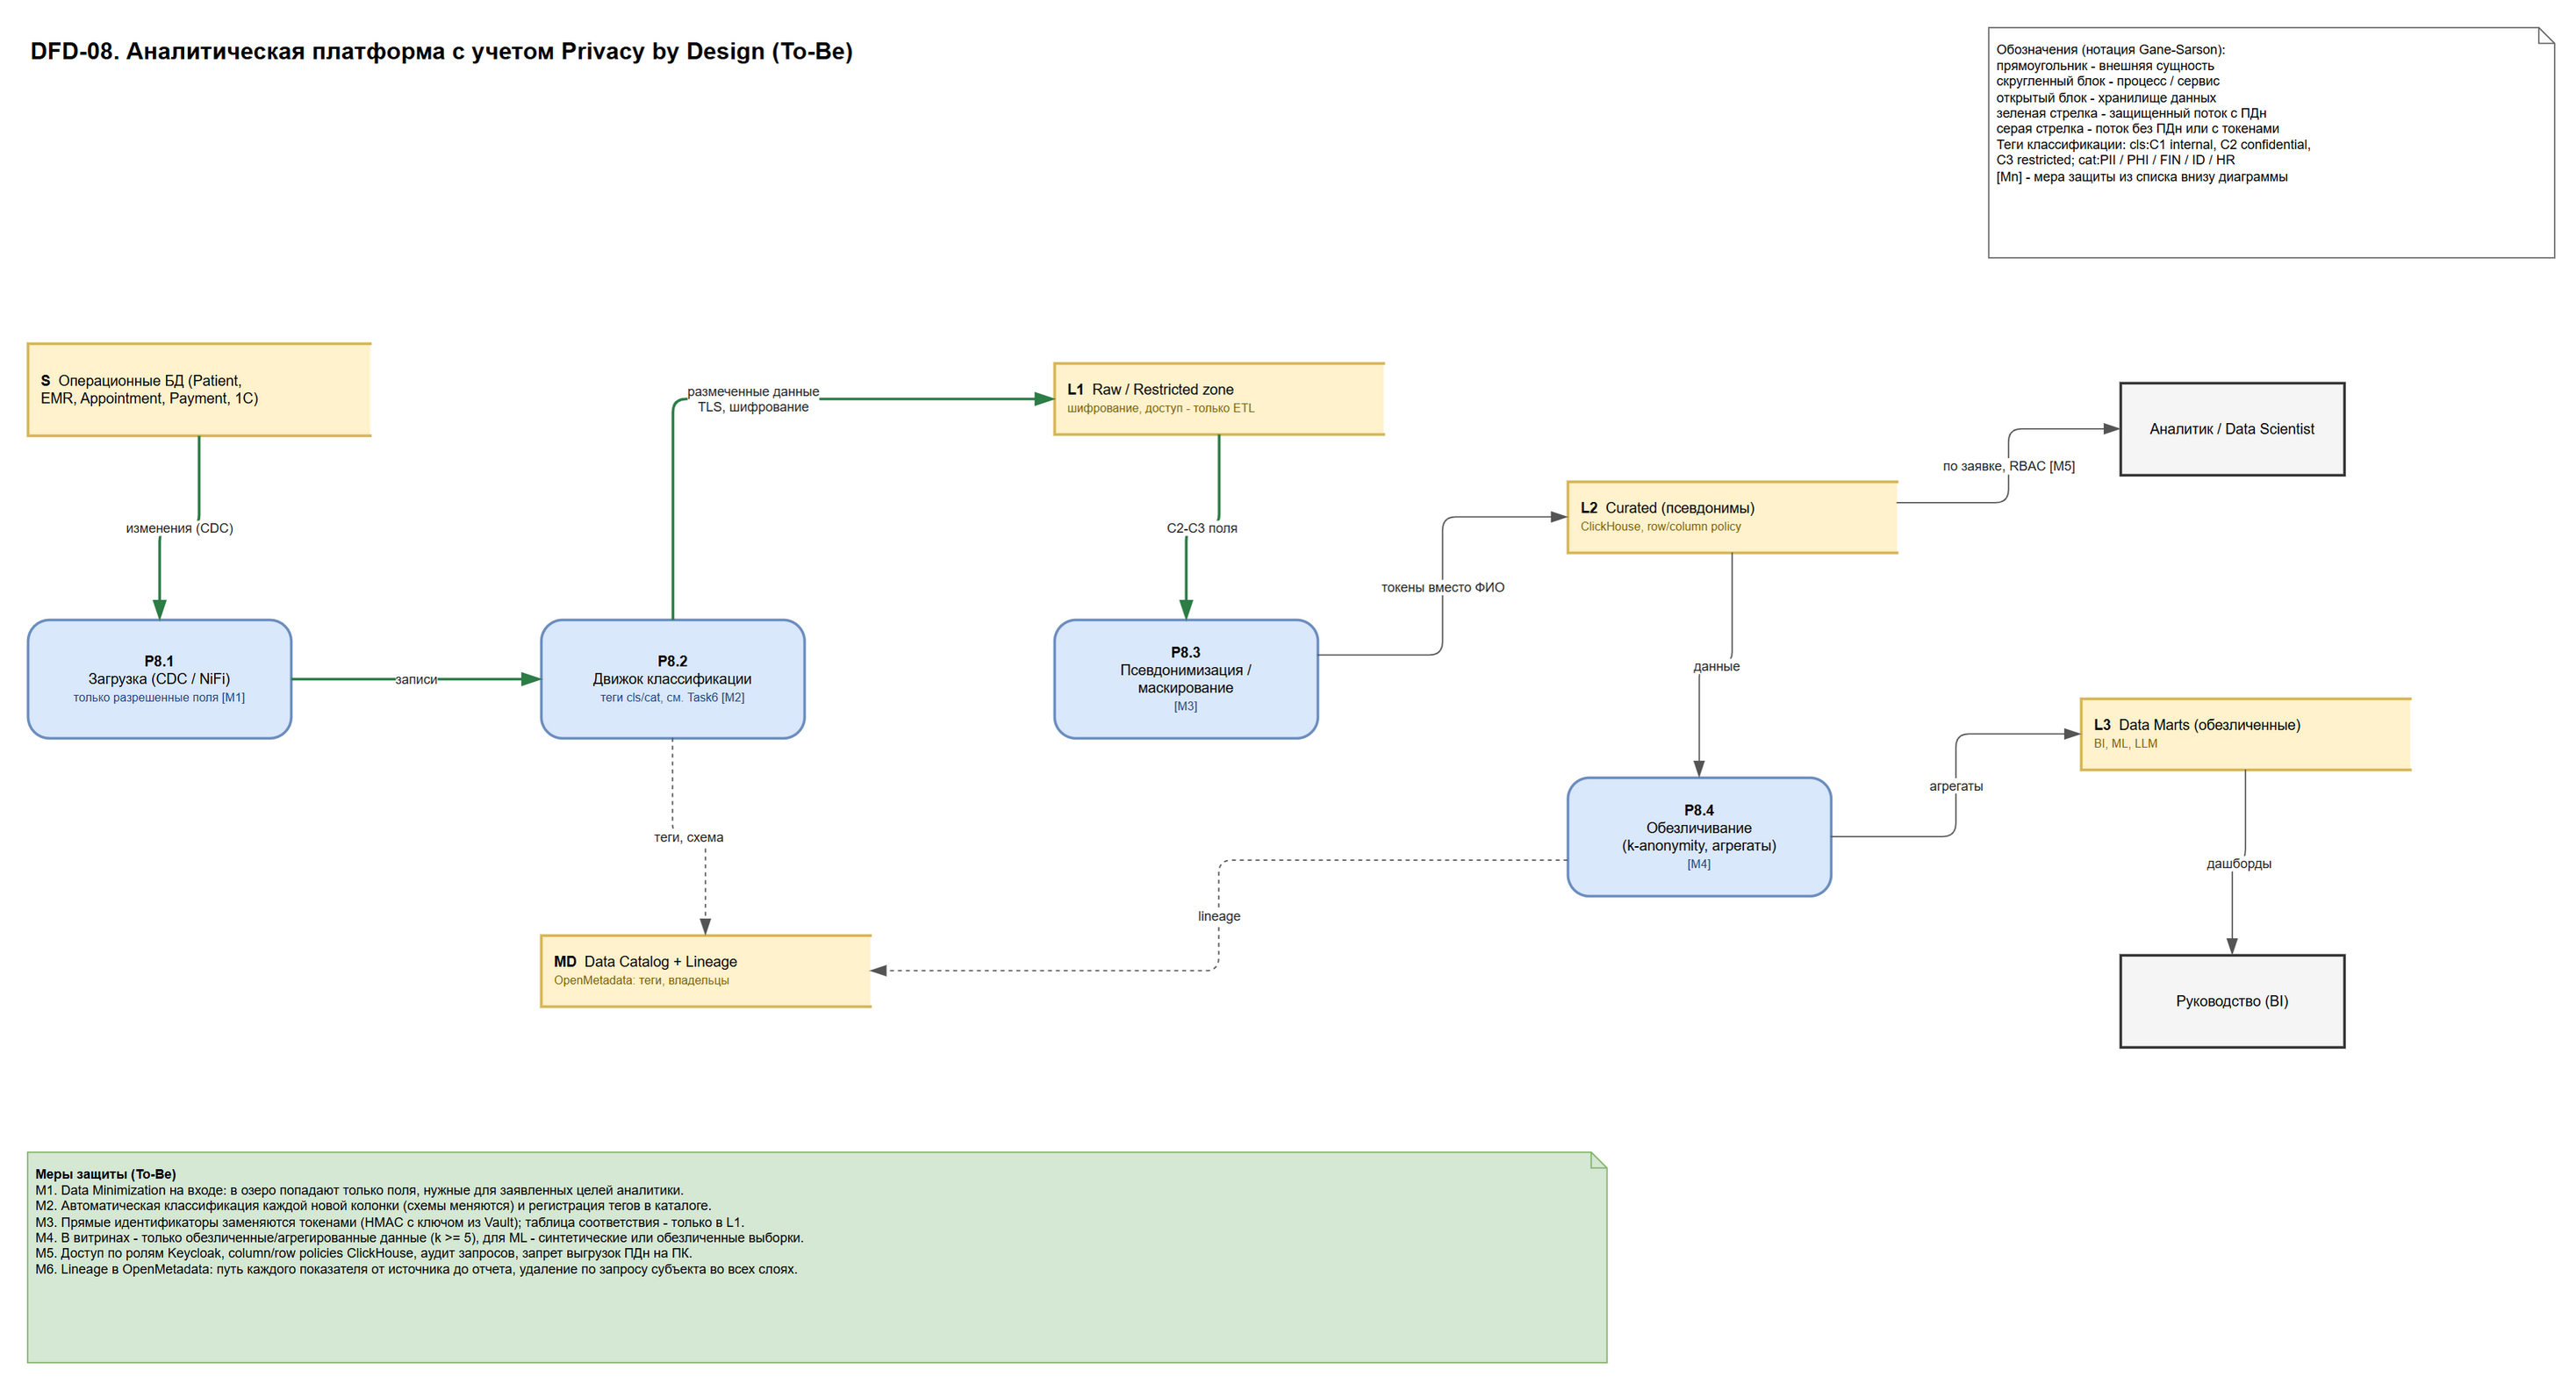 DFD-08. Аналитическая платформа с учетом Privacy by Design (To-Be)
Обозначения (нотация Gane-Sarson):
прямоугольник - внешняя сущность
скругленный блок - процесс / сервис
открытый блок - хранилище данных
зеленая стрелка - защищенный поток с ПДн
серая стрелка - поток без ПДн или с токенами
Теги классификации: cls:C1 internal, C2 confidential,
C3 restricted; cat:PII / PHI / FIN / ID / HR
[Mn] - мера защиты из списка внизу диаграммы
S Операционные БД (Patient,
EMR, Appointment, Payment, 1C)
размеченные данные
TLS, шифрование
L1 Raw / Restricted zone
шифрование, доступ - только ETL
Аналитик / Data Scientist
по заявке, RBAC [M5]
L2 Curated (псевдонимы)
ClickHouse, row/column policy
изменения (CDC)
C2-C3 поля
токены вместо ФИО
P8.1
Загрузка (CDC / NiFi)
только разрешенные поля [M1]
записи
P8.2
Движок классификации
теги cls/cat, см. Task6 [M2]
P8.3
Псевдонимизация /
маскирование
[M3]
данные
L3 Data Marts (обезличенные)
BI, ML, LLM
агрегаты
P8.4
Обезличивание
(k-anonymity, агрегаты)
[M4]
теги, схема
дашборды
lineage
MD Data Catalog + Lineage
OpenMetadata: теги, владельцы
Руководство (BI)
Меры защиты (To-Be)
M1. Data Minimization на входе: в озеро попадают только поля, нужные для заявленных целей аналитики.
M2. Автоматическая классификация каждой новой колонки (схемы меняются) и регистрация тегов в каталоге.
M3. Прямые идентификаторы заменяются токенами (HMAC с ключом из Vault); таблица соответствия - только в L1.
M4. В витринах - только обезличенные/агрегированные данные (k >= 5), для ML - синтетические или обезличенные выборки.
M5. Доступ по ролям Keycloak, column/row policies ClickHouse, аудит запросов, запрет выгрузок ПДн на ПК.
M6. Lineage в OpenMetadata: путь каждого показателя от источника до отчета, удаление по запросу субъекта во всех слоях.